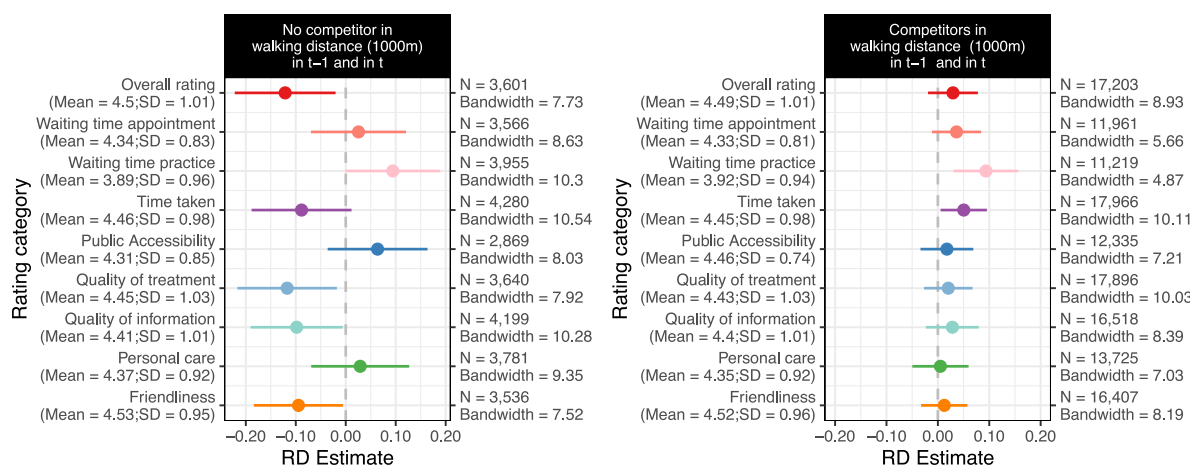 No competitor in
walking distance (1000m)
in t−1 and in t
Rating category
Overall rating
(Mean = 4.5;SD = 1.01)
N = 3,601
Bandwidth = 7.73
Waiting time appointment
(Mean = 4.34;SD = 0.83)
N = 3,566
Bandwidth = 8.63
Waiting time practice
(Mean = 3.89;SD = 0.96)
N = 3,955
Bandwidth = 10.3
Time taken
(Mean = 4.46;SD = 0.98)
N = 4,280
Bandwidth = 10.54
Public Accessibility
(Mean = 4.31;SD = 0.85)
N = 2,869
Bandwidth = 8.03
Quality of treatment
(Mean = 4.45;SD = 1.03)
N = 3,640
Bandwidth = 7.92
Quality of information
(Mean = 4.41;SD = 1.01)
N = 4,199
Bandwidth = 10.28
Personal care
(Mean = 4.37;SD = 0.92)
N = 3,781
Bandwidth = 9.35
Friendliness
(Mean = 4.53;SD = 0.95)
N = 3,536
Bandwidth = 7.52
−0.20 −0.10 0.00 0.10 0.20
RD Estimate
Competitors in
walking distance (1000m)
in t−1 and in t
Rating category
Overall rating
(Mean = 4.49;SD = 1.01)
N = 17,203
Bandwidth = 8.93
Waiting time appointment
(Mean = 4.33;SD = 0.81)
N = 11,961
Bandwidth = 5.66
Waiting time practice
(Mean = 3.92;SD = 0.94)
N = 11,219
Bandwidth = 4.87
Time taken
(Mean = 4.45;SD = 0.98)
N = 17,966
Bandwidth = 10.11
Public Accessibility
(Mean = 4.46;SD = 0.74)
N = 12,335
Bandwidth = 7.21
Quality of treatment
(Mean = 4.43;SD = 1.03)
N = 17,896
Bandwidth = 10.03
Quality of information
(Mean = 4.4;SD = 1.01)
N = 16,518
Bandwidth = 8.39
Personal care
(Mean = 4.35;SD = 0.92)
N = 13,725
Bandwidth = 7.03
Friendliness
(Mean = 4.52;SD = 0.96)
N = 16,407
Bandwidth = 8.19
−0.20 −0.10 0.00 0.10 0.20
RD Estimate